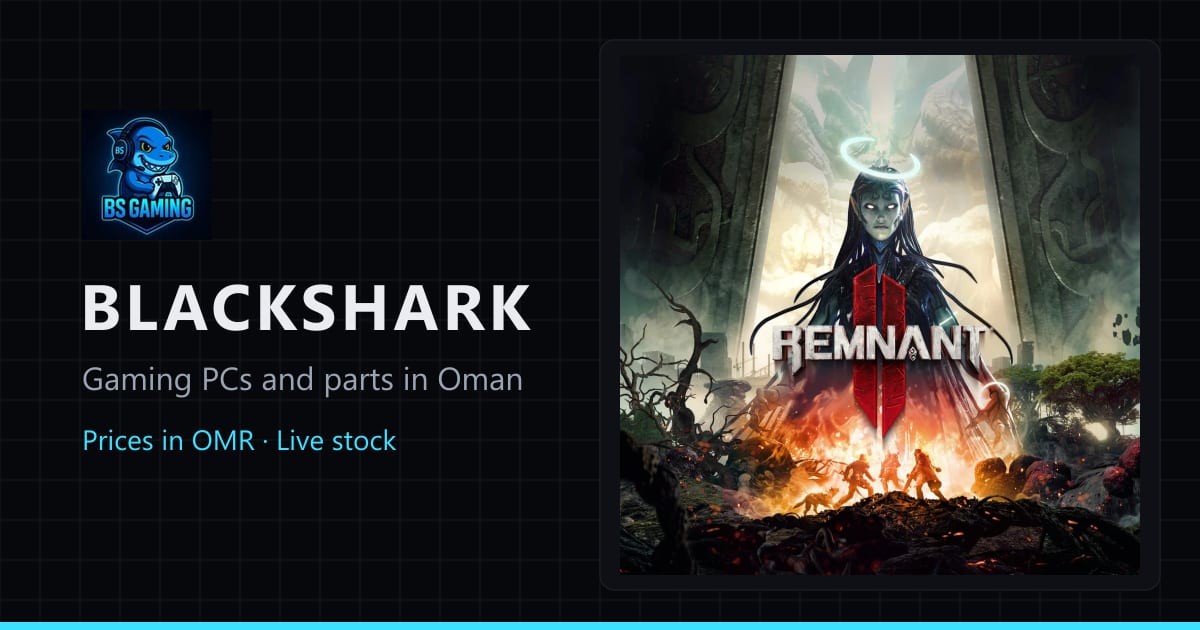 BS
BS GAMING
BLACKSHARK
Gaming PCs and parts in Oman
Prices in OMR · Live stock
REMNANT
II